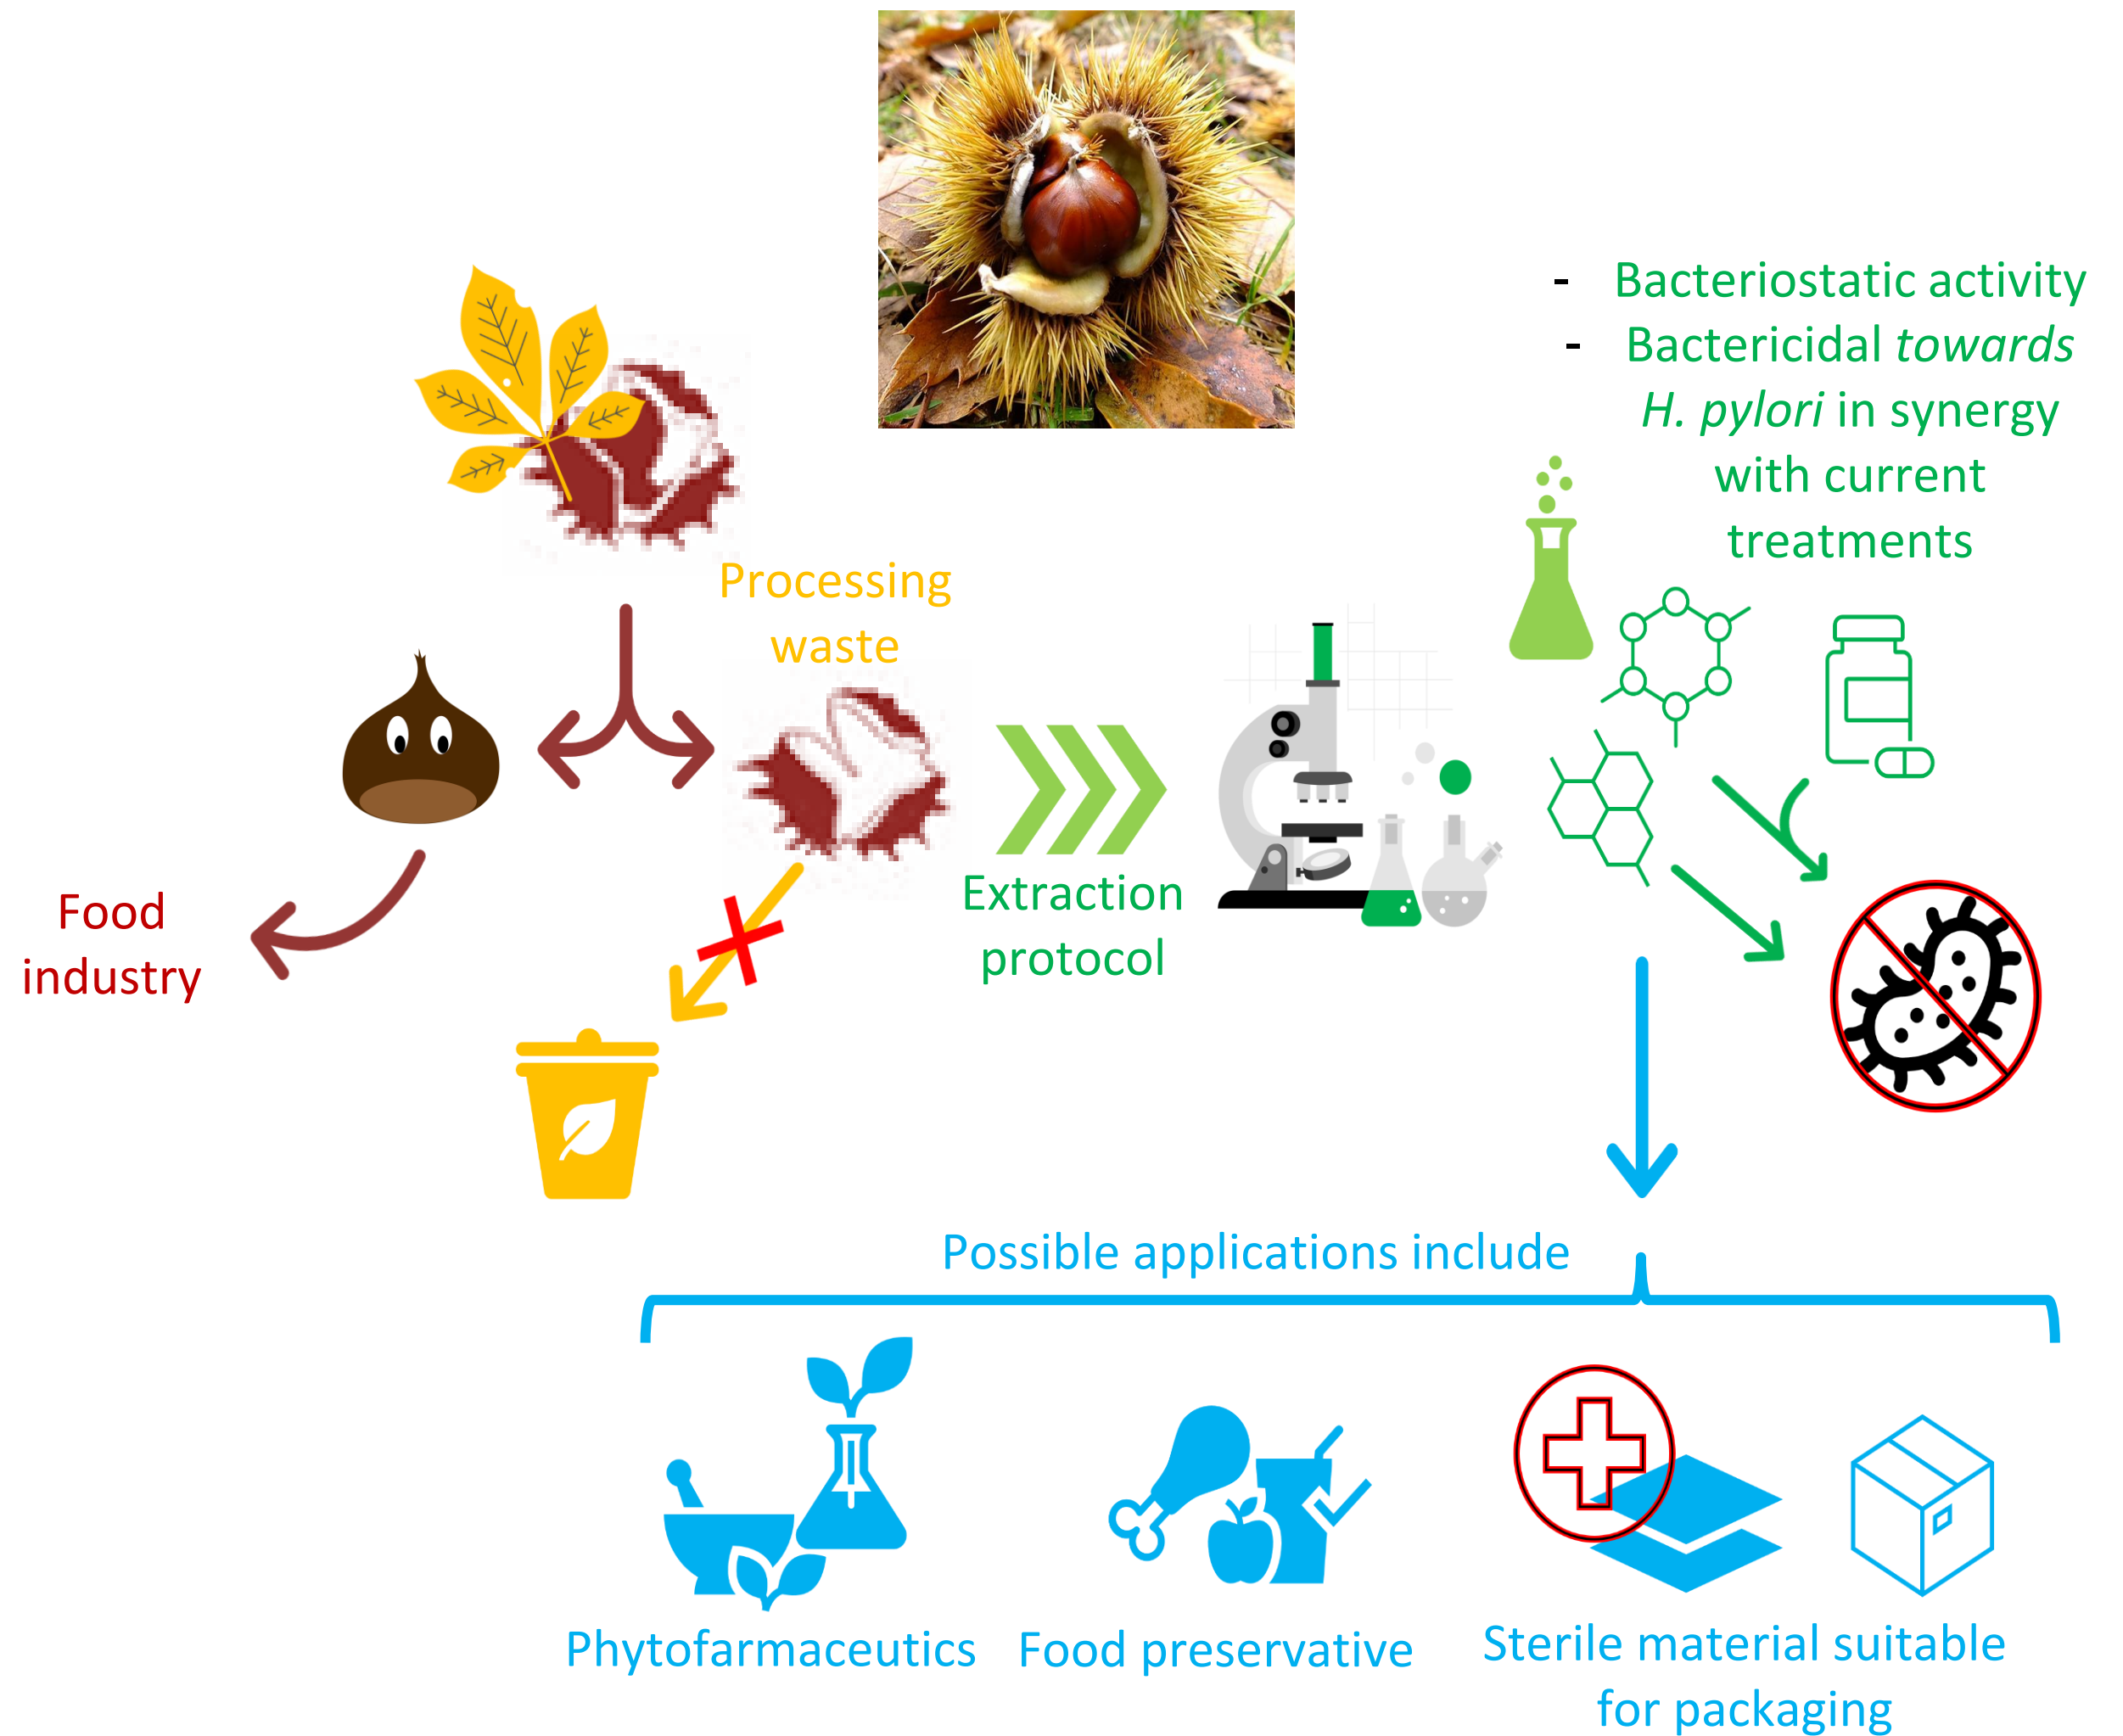 - Bacteriostatic activity
- Bactericidal towards
H. pylori in synergy
with current
treatments
Processing
waste
Food
industry
Extraction
protocol
Possible applications include
Phytofarmaceutics
Food preservative
Sterile material suitable
for packaging